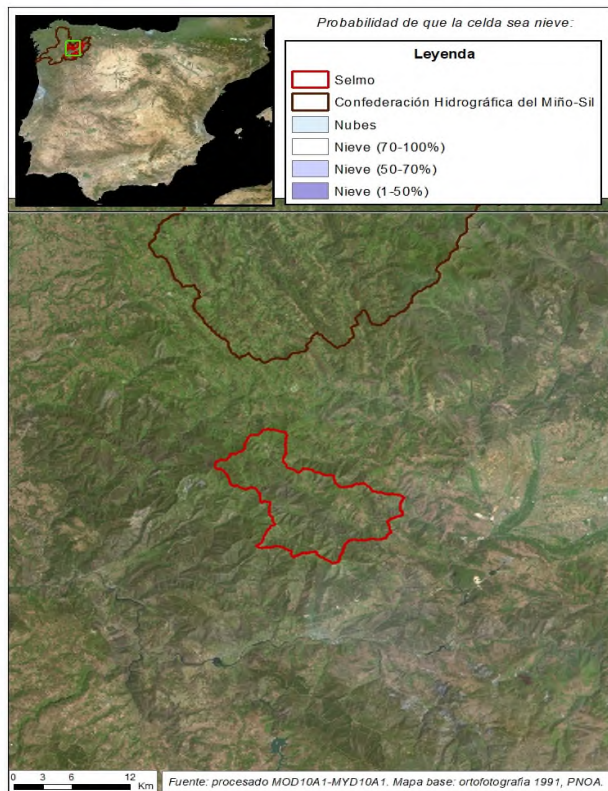 Probabilidad de que la celda sea nieve:
Leyenda
Selmo
Confederación Hidrográfica del Miño-Sil
Nubes
Nieve (70-100%)
Nieve (50-70%)
Nieve (1-50%)
0 3 6 12
Km
Fuente: procesado MOD10A1-MYD10A1. Mapa base: ortofotografía 1991, PNOA.